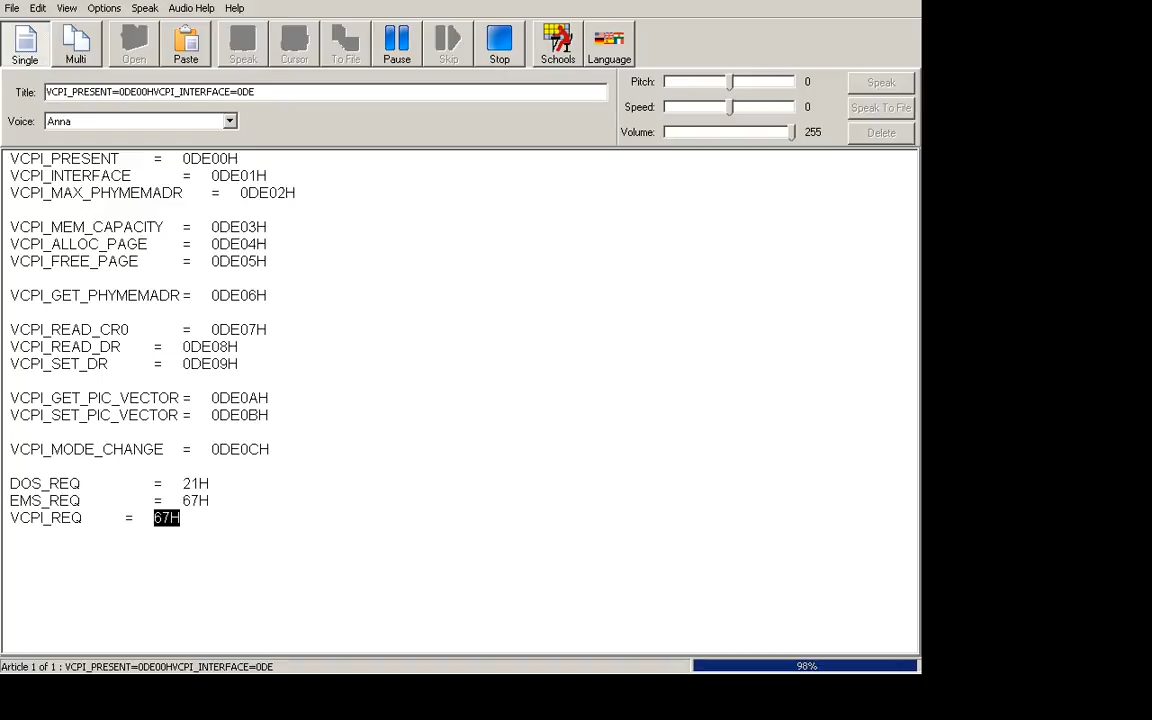 File Edit View Options Speak Audio Help Help
Single Multi Open Paste Speak Cursor To File Pause Skip Stop Schools Language
Title: VCPI_PRESENT=0DE00HVCPI_INTERFACE=0DE
Voice: Anna
Pitch: 0 Speak
Speed: 0 Speak To File
Volume: 255 Delete
VCPI_PRESENT = 0DE00H
VCPI_INTERFACE = 0DE01H
VCPI_MAX_PHYMEMADR = 0DE02H
VCPI_MEM_CAPACITY = 0DE03H
VCPI_ALLOC_PAGE = 0DE04H
VCPI_FREE_PAGE = 0DE05H
VCPI_GET_PHYMEMADR = 0DE06H
VCPI_READ_CR0 = 0DE07H
VCPI_READ_DR = 0DE08H
VCPI_SET_DR = 0DE09H
VCPI_GET_PIC_VECTOR = 0DE0AH
VCPI_SET_PIC_VECTOR = 0DE0BH
VCPI_MODE_CHANGE = 0DE0CH
DOS_REQ = 21H
EMS_REQ = 67H
VCPI_REQ = 67H
Article 1 of 1 : VCPI_PRESENT=0DE00HVCPI_INTERFACE=0DE 98%